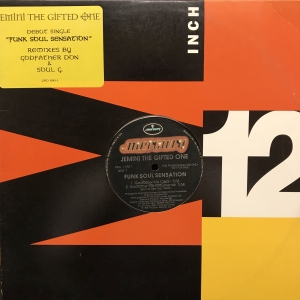 JEMINI THE GIFTED ONE
DEBUT SINGLE
"FUNK SOUL SENSATION"
REMIXES BY
GODFATHER DON
&
SOUL G.
INCH
12
mercury
JEMINI THE GIFTED ONE
FUNK SOUL SENSATION